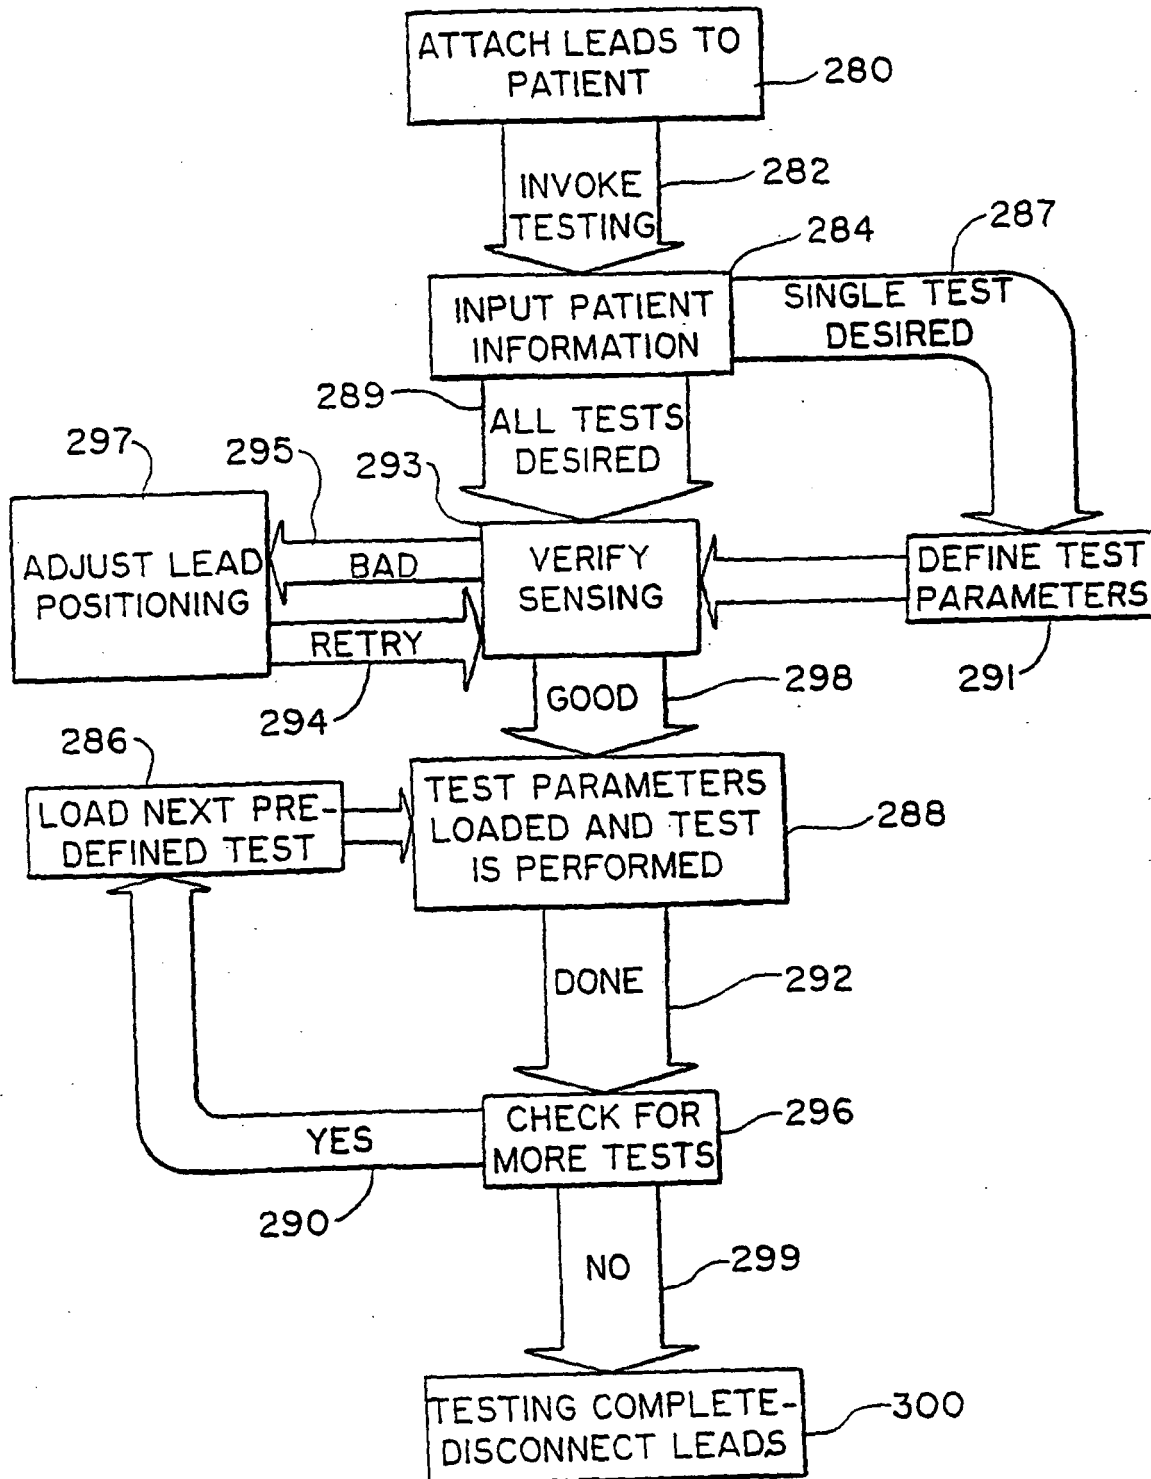 ATTACH LEADS TO
PATIENT
280
INVOKE
TESTING
282
284
287
INPUT PATIENT
INFORMATION
SINGLE TEST
DESIRED
289
ALL TESTS
DESIRED
297
295
293
ADJUST LEAD
POSITIONING
BAD
VERIFY
SENSING
DEFINE TEST
PARAMETERS
RETRY
294
GOOD
298
291
286
LOAD NEXT PRE-
DEFINED TEST
TEST PARAMETERS
LOADED AND TEST
IS PERFORMED
288
DONE
292
CHECK FOR
MORE TESTS
296
YES
290
NO
299
TESTING COMPLETE-
DISCONNECT LEADS
300